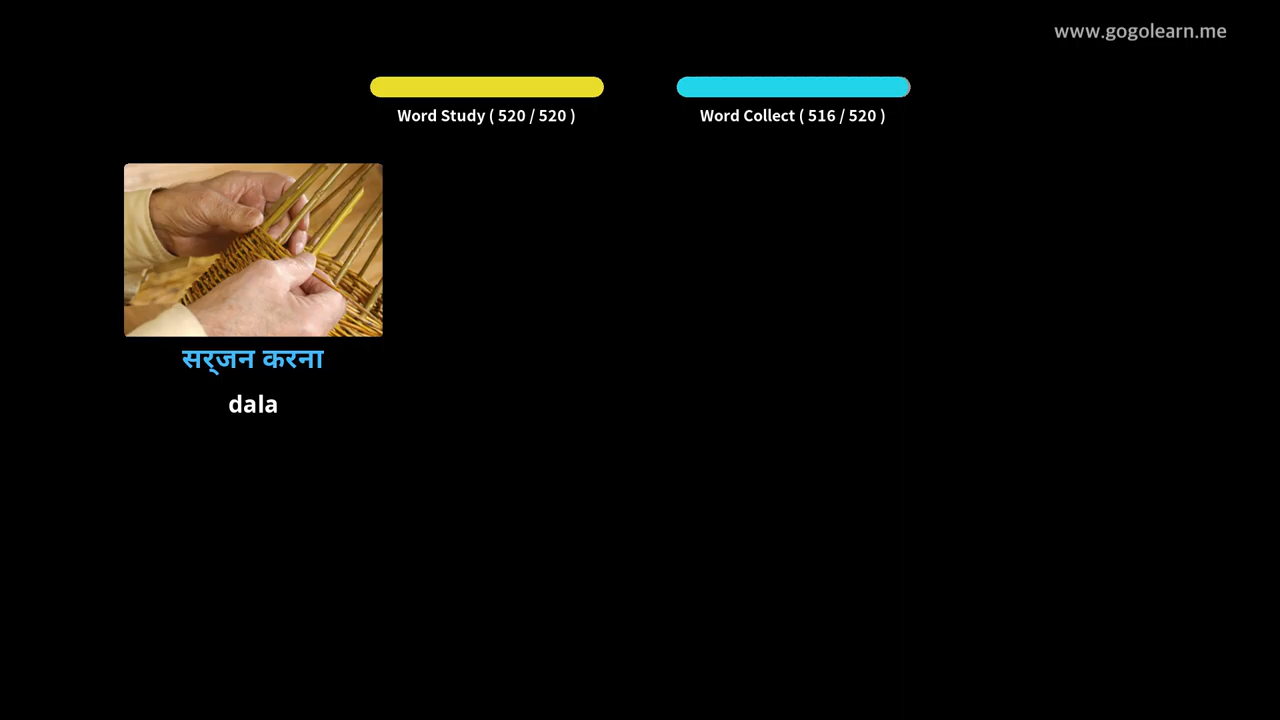 www.gogolearn.me
Word Study ( 520 / 520 )
Word Collect ( 516 / 520 )
सर्‌जन करना
dala